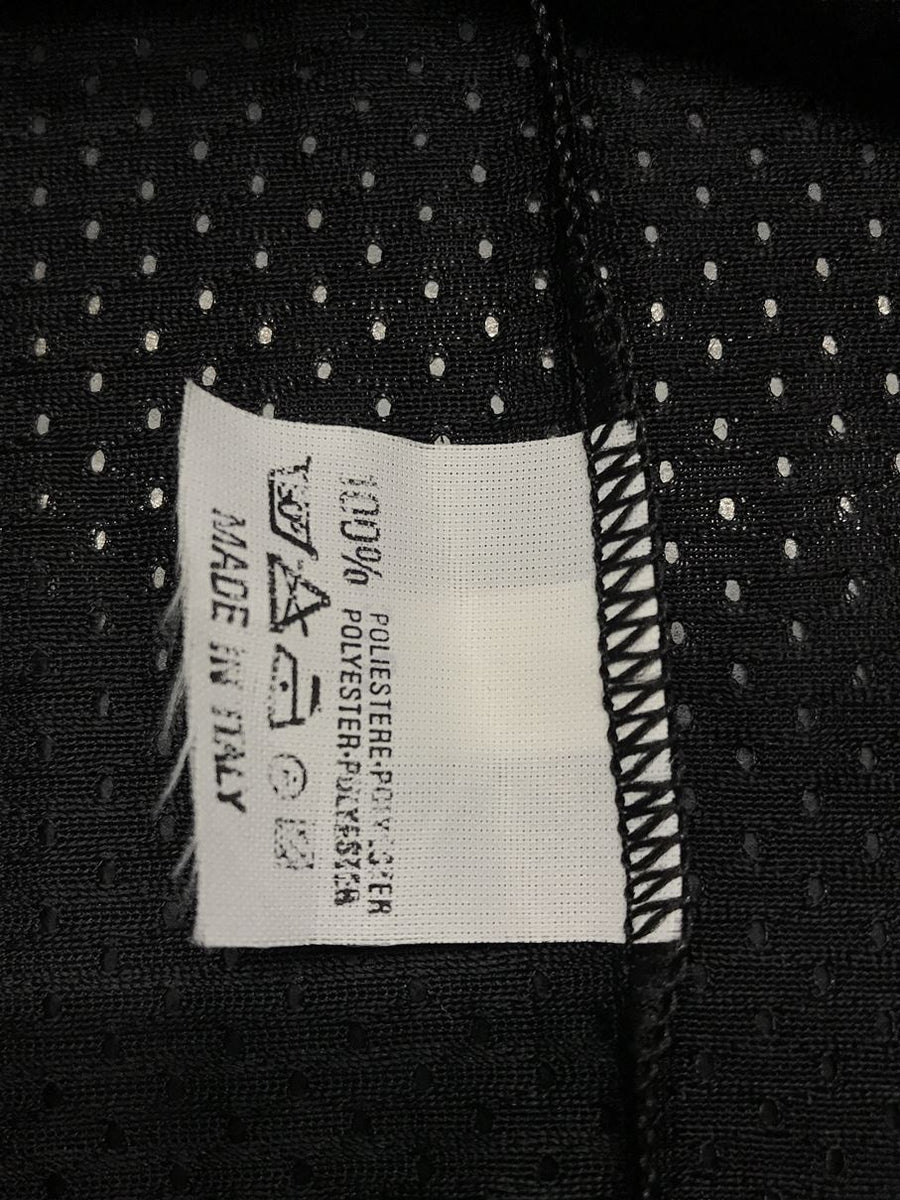 100% POLIESTERE·POLYESTER
POLYESTER·POLYESTER
MADE IN ITALY